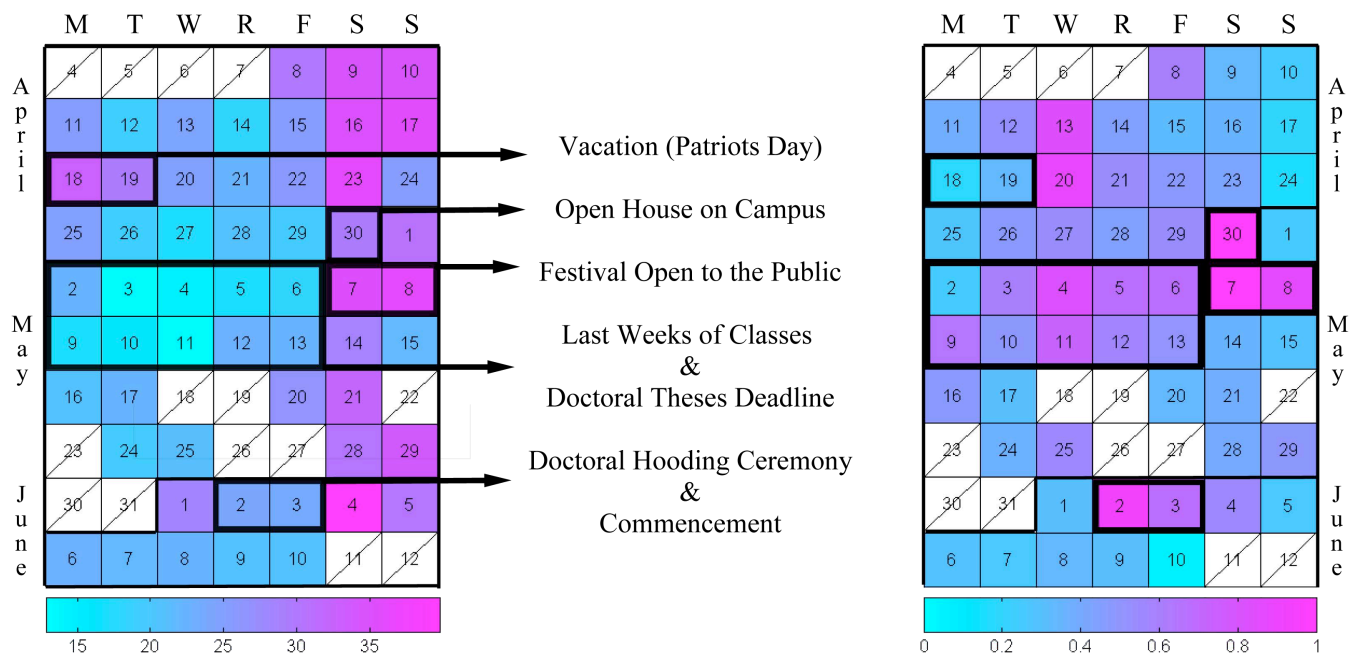 M T W R F S S
4 5 6 7 8 9 10
11 12 13 14 15 16 17
18 19 20 21 22 23 24
25 26 27 28 29 30 1
2 3 4 5 6 7 8
9 10 11 12 13 14 15
16 17 18 19 20 21 22
23 24 25 26 27 28 29
30 31 1 2 3 4 5
6 7 8 9 10 11 12
April
May
June
15 20 25 30 35
Vacation (Patriots Day)
Open House on Campus
Festival Open to the Public
Last Weeks of Classes
&
Doctoral Theses Deadline
Doctoral Hooding Ceremony
&
Commencement
M T W R F S S
4 5 6 7 8 9 10
11 12 13 14 15 16 17
18 19 20 21 22 23 24
25 26 27 28 29 30 1
2 3 4 5 6 7 8
9 10 11 12 13 14 15
16 17 18 19 20 21 22
23 24 25 26 27 28 29
30 31 1 2 3 4 5
6 7 8 9 10 11 12
April
May
June
0 0.2 0.4 0.6 0.8 1